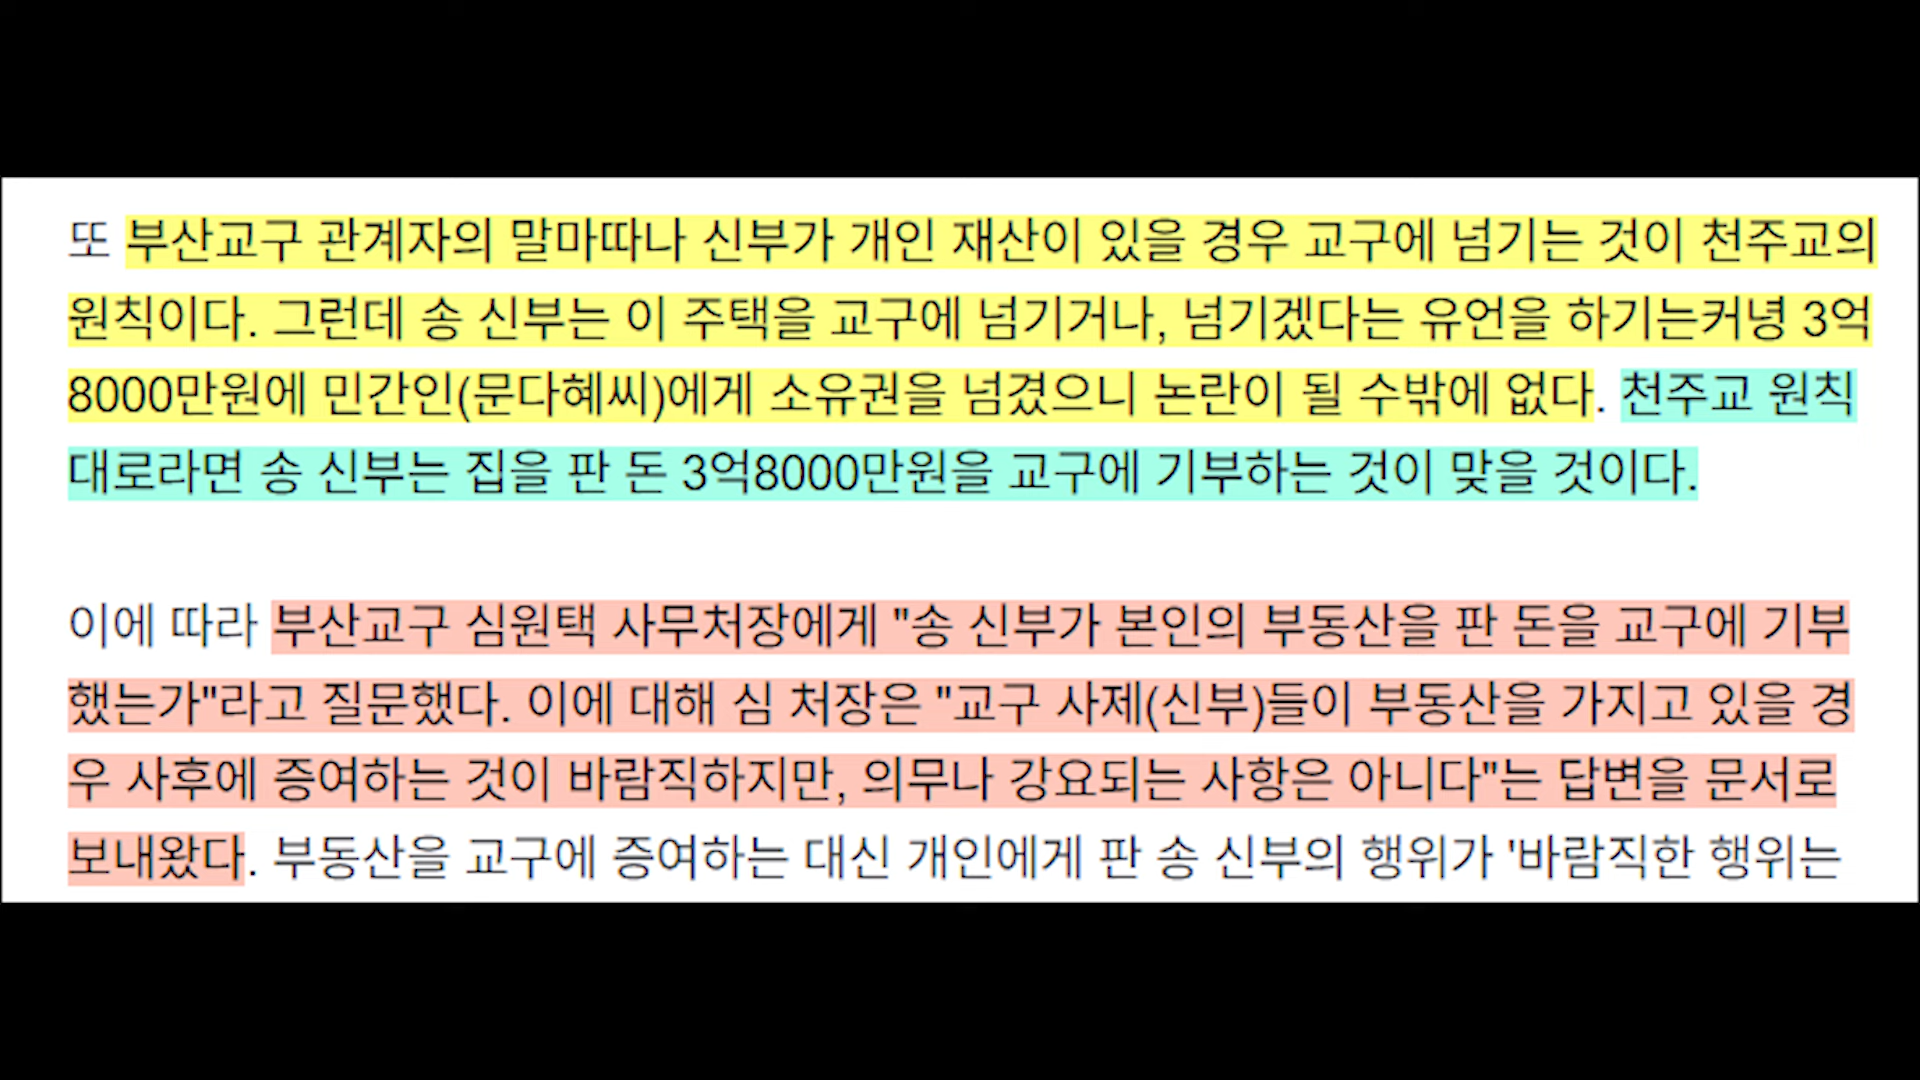 또 부산교구 관계자의 말마따나 신부가 개인 재산이 있을 경우 교구에 넘기는 것이 천주교의
원칙이다. 그런데 송 신부는 이 주택을 교구에 넘기거나, 넘기겠다는 유언을 하기는커녕 3억
8000만원에 민간인(문다혜씨)에게 소유권을 넘겼으니 논란이 될 수밖에 없다. 천주교 원칙
대로라면 송 신부는 집을 판 돈 3억8000만원을 교구에 기부하는 것이 맞을 것이다.
이에 따라 부산교구 심원택 사무처장에게 "송 신부가 본인의 부동산을 판 돈을 교구에 기부
했는가"라고 질문했다. 이에 대해 심 처장은 "교구 사제(신부)들이 부동산을 가지고 있을 경
우 사후에 증여하는 것이 바람직하지만, 의무나 강요되는 사항은 아니다"는 답변을 문서로
보내왔다. 부동산을 교구에 증여하는 대신 개인에게 판 송 신부의 행위가 '바람직한 행위는